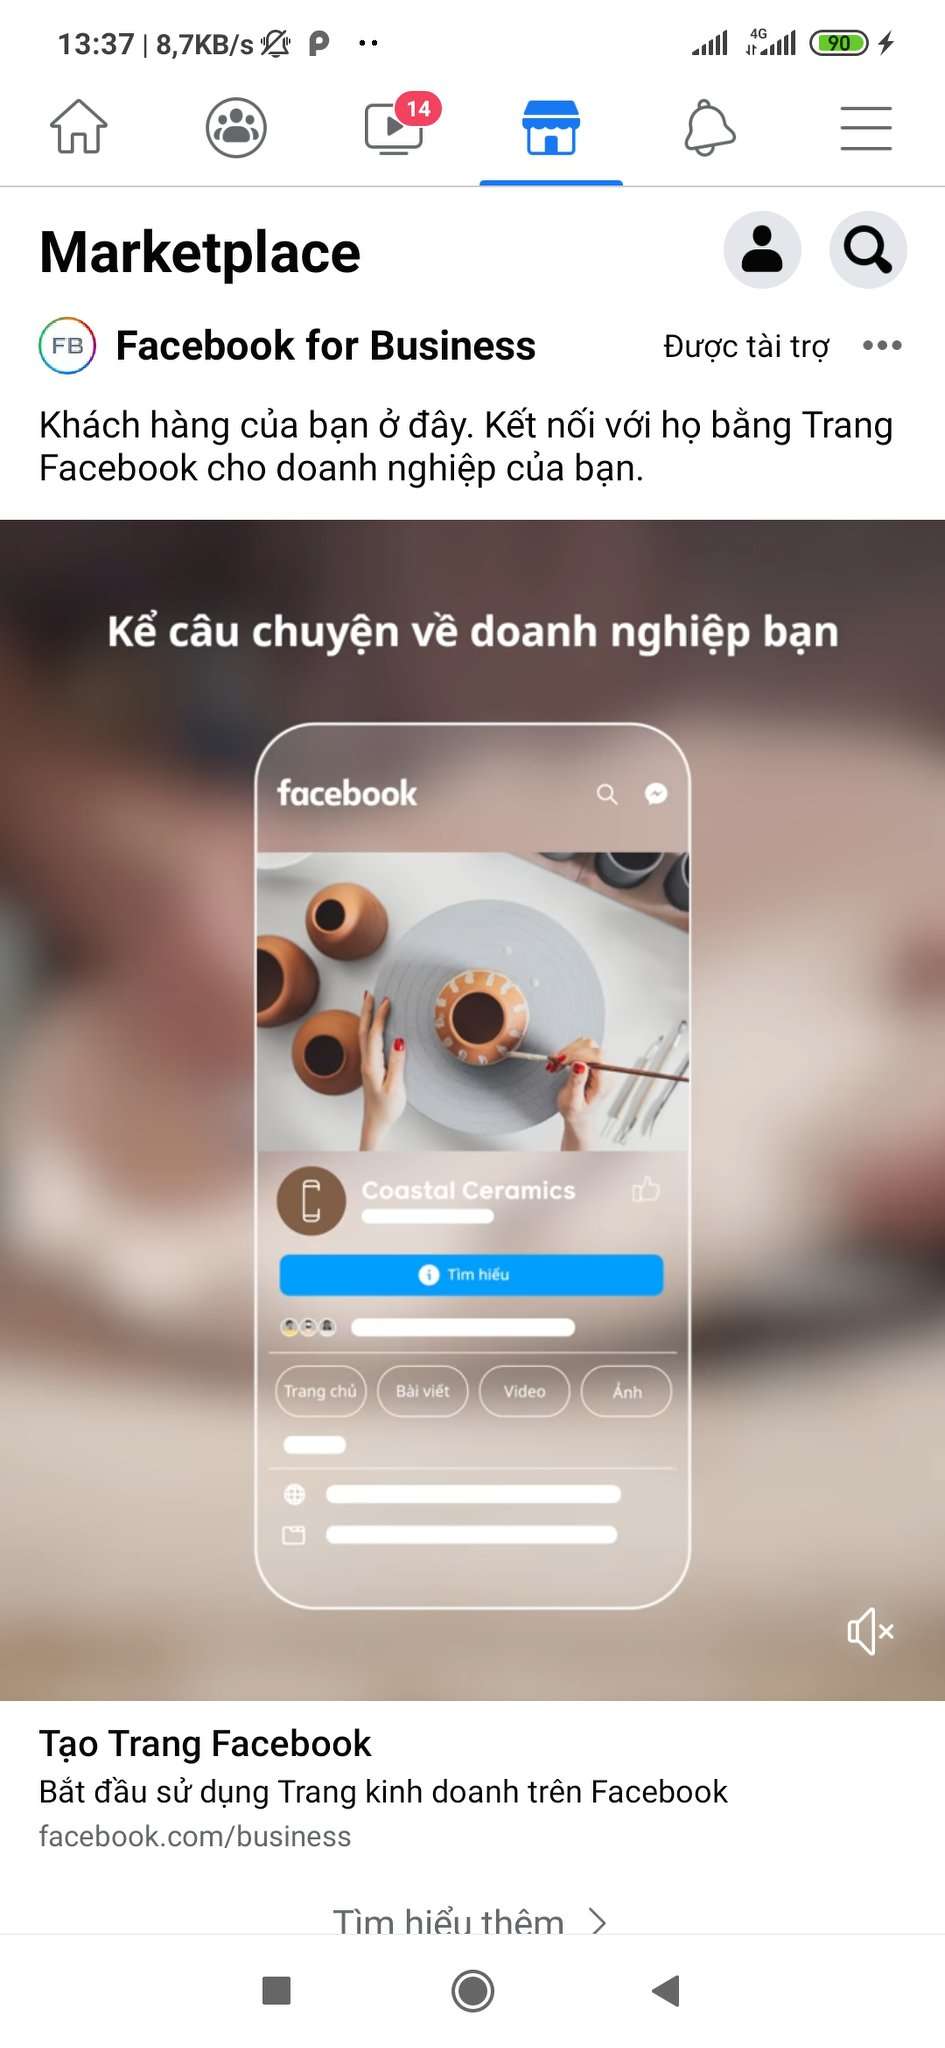 13:37 | 8,7KB/s
4G
90
14
Marketplace
FB Facebook for Business Được tài trợ
Khách hàng của bạn ở đây. Kết nối với họ bằng Trang
Facebook cho doanh nghiệp của bạn.
Kể câu chuyện về doanh nghiệp bạn
facebook
Coastal Ceramics
Tìm hiểu
Trang chủ Bài viết Video Ảnh
Tạo Trang Facebook
Bắt đầu sử dụng Trang kinh doanh trên Facebook
facebook.com/business
Tìm hiểu thêm